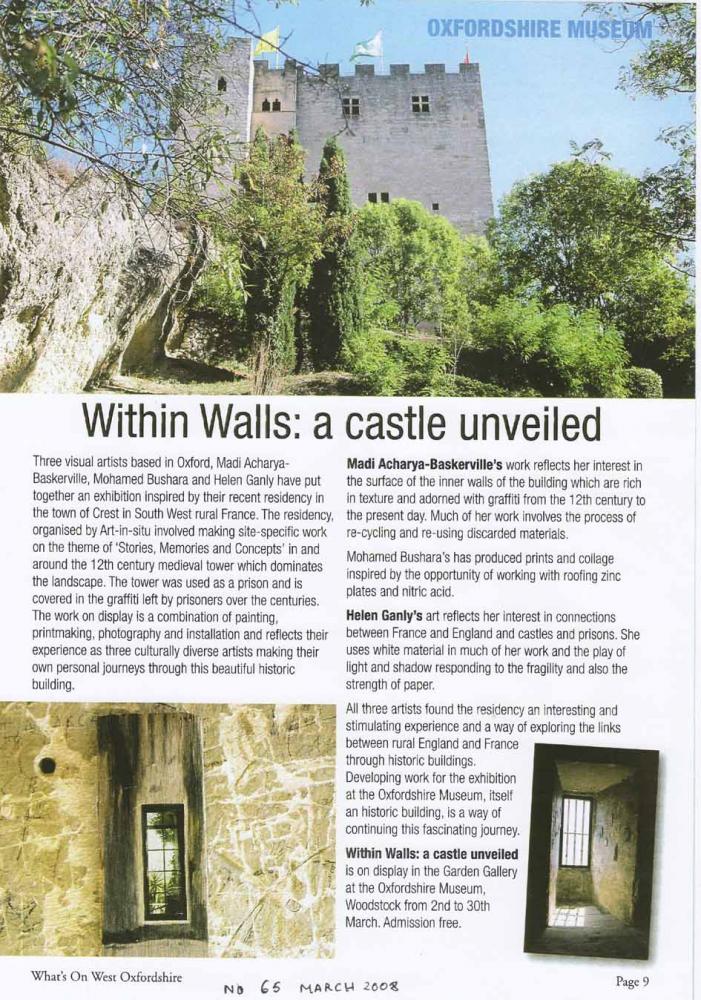 OXFORDSHIRE MUSEUM
Within Walls: a castle unveiled
Three visual artists based in Oxford, Madi Acharya-
Baskerville, Mohamed Bushara and Helen Ganly have put
together an exhibition inspired by their recent residency in
the town of Crest in South West rural France. The residency,
organised by Art-in-situ involved making site-specific work
on the theme of ‘Stories, Memories and Concepts’ in and
around the 12th century medieval tower which dominates
the landscape. The tower was used as a prison and is
covered in the graffiti left by prisoners over the centuries.
The work on display is a combination of painting,
printmaking, photography and installation and reflects their
experience as three culturally diverse artists making their
own personal journeys through this beautiful historic
building.
Madi Acharya-Baskerville’s work reflects her interest in
the surface of the inner walls of the building which are rich
in texture and adorned with graffiti from the 12th century to
the present day. Much of her work involves the process of
re-cycling and re-using discarded materials.
Mohamed Bushara’s has produced prints and collage
inspired by the opportunity of working with roofing zinc
plates and nitric acid.
Helen Ganly’s art reflects her interest in connections
between France and England and castles and prisons. She
uses white material in much of her work and the play of
light and shadow responding to the fragility and also the
strength of paper.
All three artists found the residency an interesting and
stimulating experience and a way of exploring the links
between rural England and France
through historic buildings.
Developing work for the exhibition
at the Oxfordshire Museum, itself
an historic building, is a way of
continuing this fascinating journey.
Within Walls: a castle unveiled
is on display in the Garden Gallery
at the Oxfordshire Museum,
Woodstock from 2nd to 30th
March. Admission free.
What’s On West Oxfordshire
NO 65 MARCH 2008
Page 9